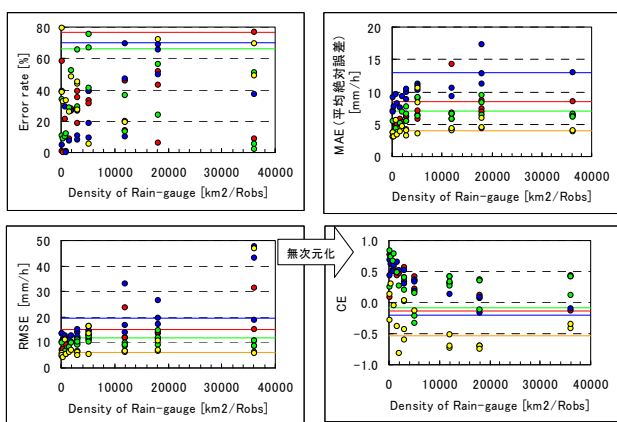 Error rate [%]
80
60
40
20
0
0 10000 20000 30000 40000
Density of Rain-gauge [km2/Robs]
MAE（平均絶対誤差）
[mm/h]
20
15
10
5
0
0 10000 20000 30000 40000
Density of Rain-gauge [km2/Robs]
RMSE [mm/h]
50
40
30
20
10
0
0 10000 20000 30000 40000
Density of Rain-gauge [km2/Robs]
無次元化
CE
1.0
0.5
0.0
−0.5
−1.0
0 10000 20000 30000 40000
Density of Rain-gauge [km2/Robs]